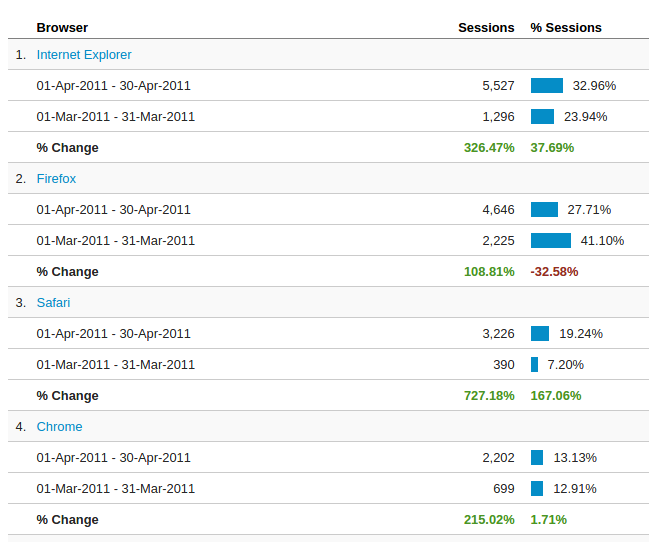 Browser Sessions % Sessions
1. Internet Explorer
01-Apr-2011 - 30-Apr-2011 5,527 32.96%
01-Mar-2011 - 31-Mar-2011 1,296 23.94%
% Change 326.47% 37.69%
2. Firefox
01-Apr-2011 - 30-Apr-2011 4,646 27.71%
01-Mar-2011 - 31-Mar-2011 2,225 41.10%
% Change 108.81% -32.58%
3. Safari
01-Apr-2011 - 30-Apr-2011 3,226 19.24%
01-Mar-2011 - 31-Mar-2011 390 7.20%
% Change 727.18% 167.06%
4. Chrome
01-Apr-2011 - 30-Apr-2011 2,202 13.13%
01-Mar-2011 - 31-Mar-2011 699 12.91%
% Change 215.02% 1.71%